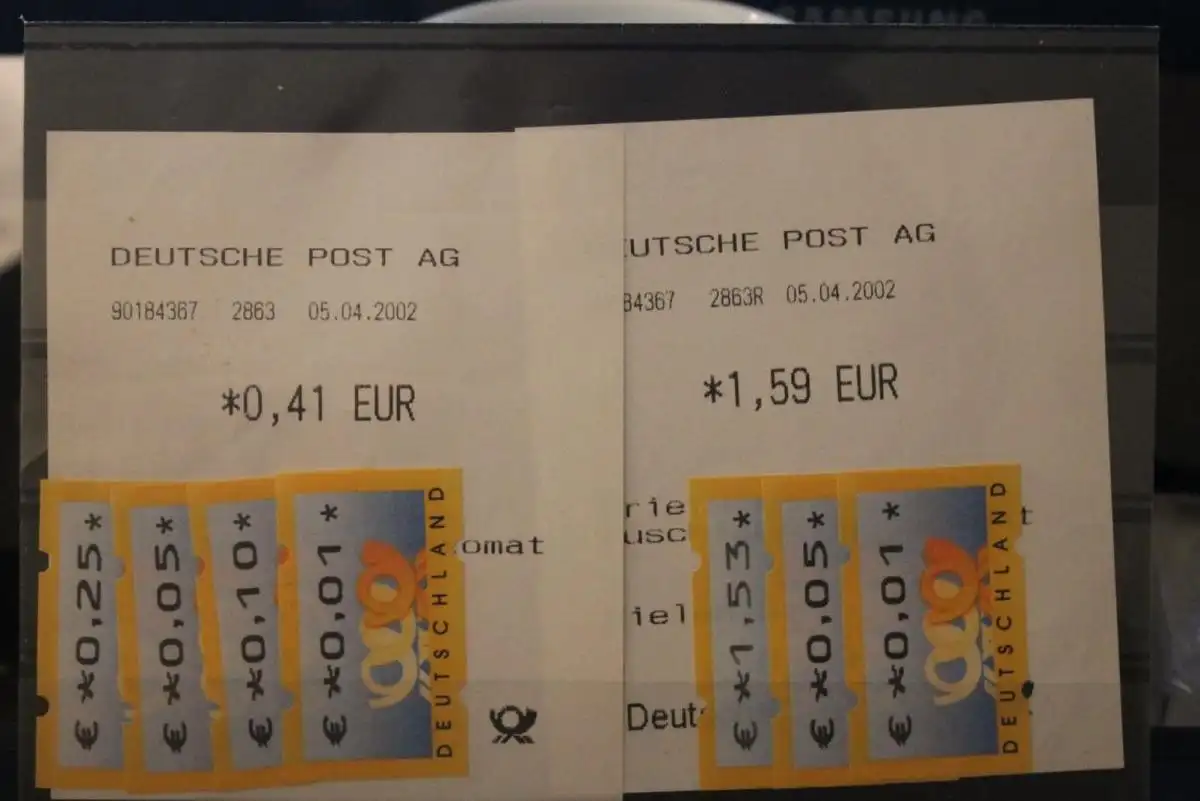 SAMSUNG
DEUTSCHE POST AG
90184367 2863 05.04.2002
*0,41 EUR
omat
€ *0,25*
€ *0,05*
€ *0,10*
€ *0,01*
DEUTSCHLAND
EUTSCHE POST AG
84367 2863R 05.04.2002
*1,59 EUR
rie
usc
t
iel
Deut
€ *1,53*
€ *0,05*
€ *0,01*
DEUTSCHLAND